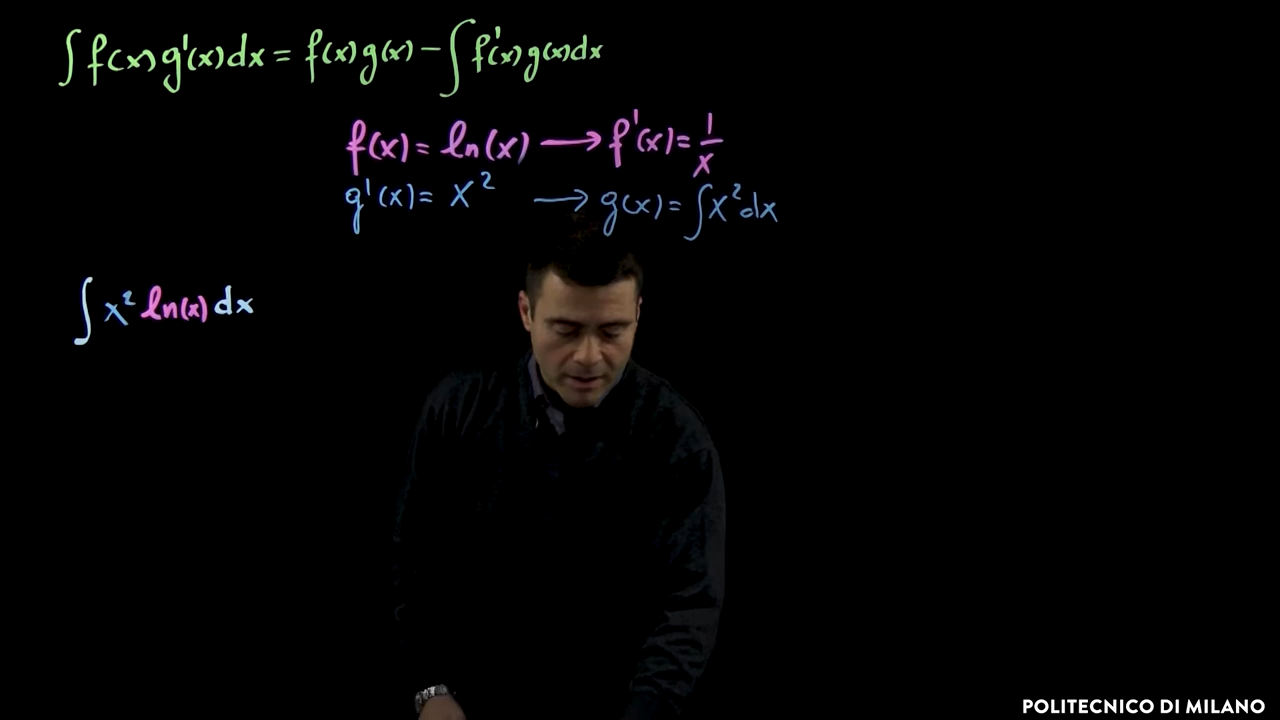 ∫ f(x) g'(x) dx = f(x) g(x) − ∫ f'(x) g(x) dx
f(x) = ln(x) ⟶ f'(x) = 1/x
g'(x) = x² ⟶ g(x) = ∫ x² dx
∫ x² ln(x) dx
POLITECNICO DI MILANO